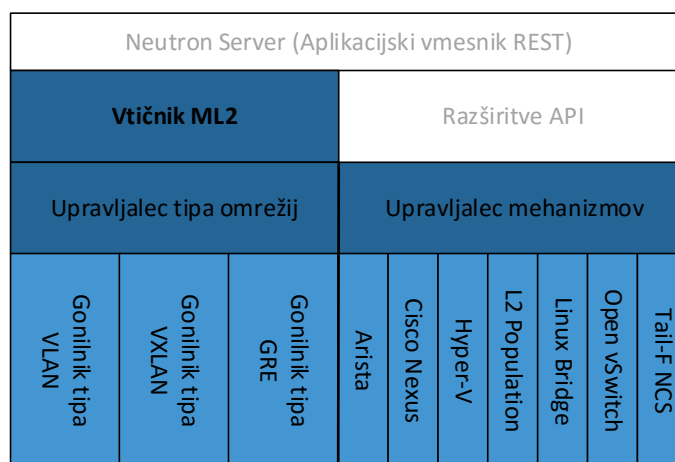 Neutron Server (Aplikacijski vmesnik REST)
Vtičnik ML2
Razširitve API
Upravljalec tipa omrežij
Upravljalec mehanizmov
Gonilnik tipa
VLAN
Gonilnik tipa
VXLAN
Gonilnik tipa
GRE
Arista
Cisco Nexus
Hyper-V
L2 Population
Linux Bridge
Open vSwitch
Tail-F NCS